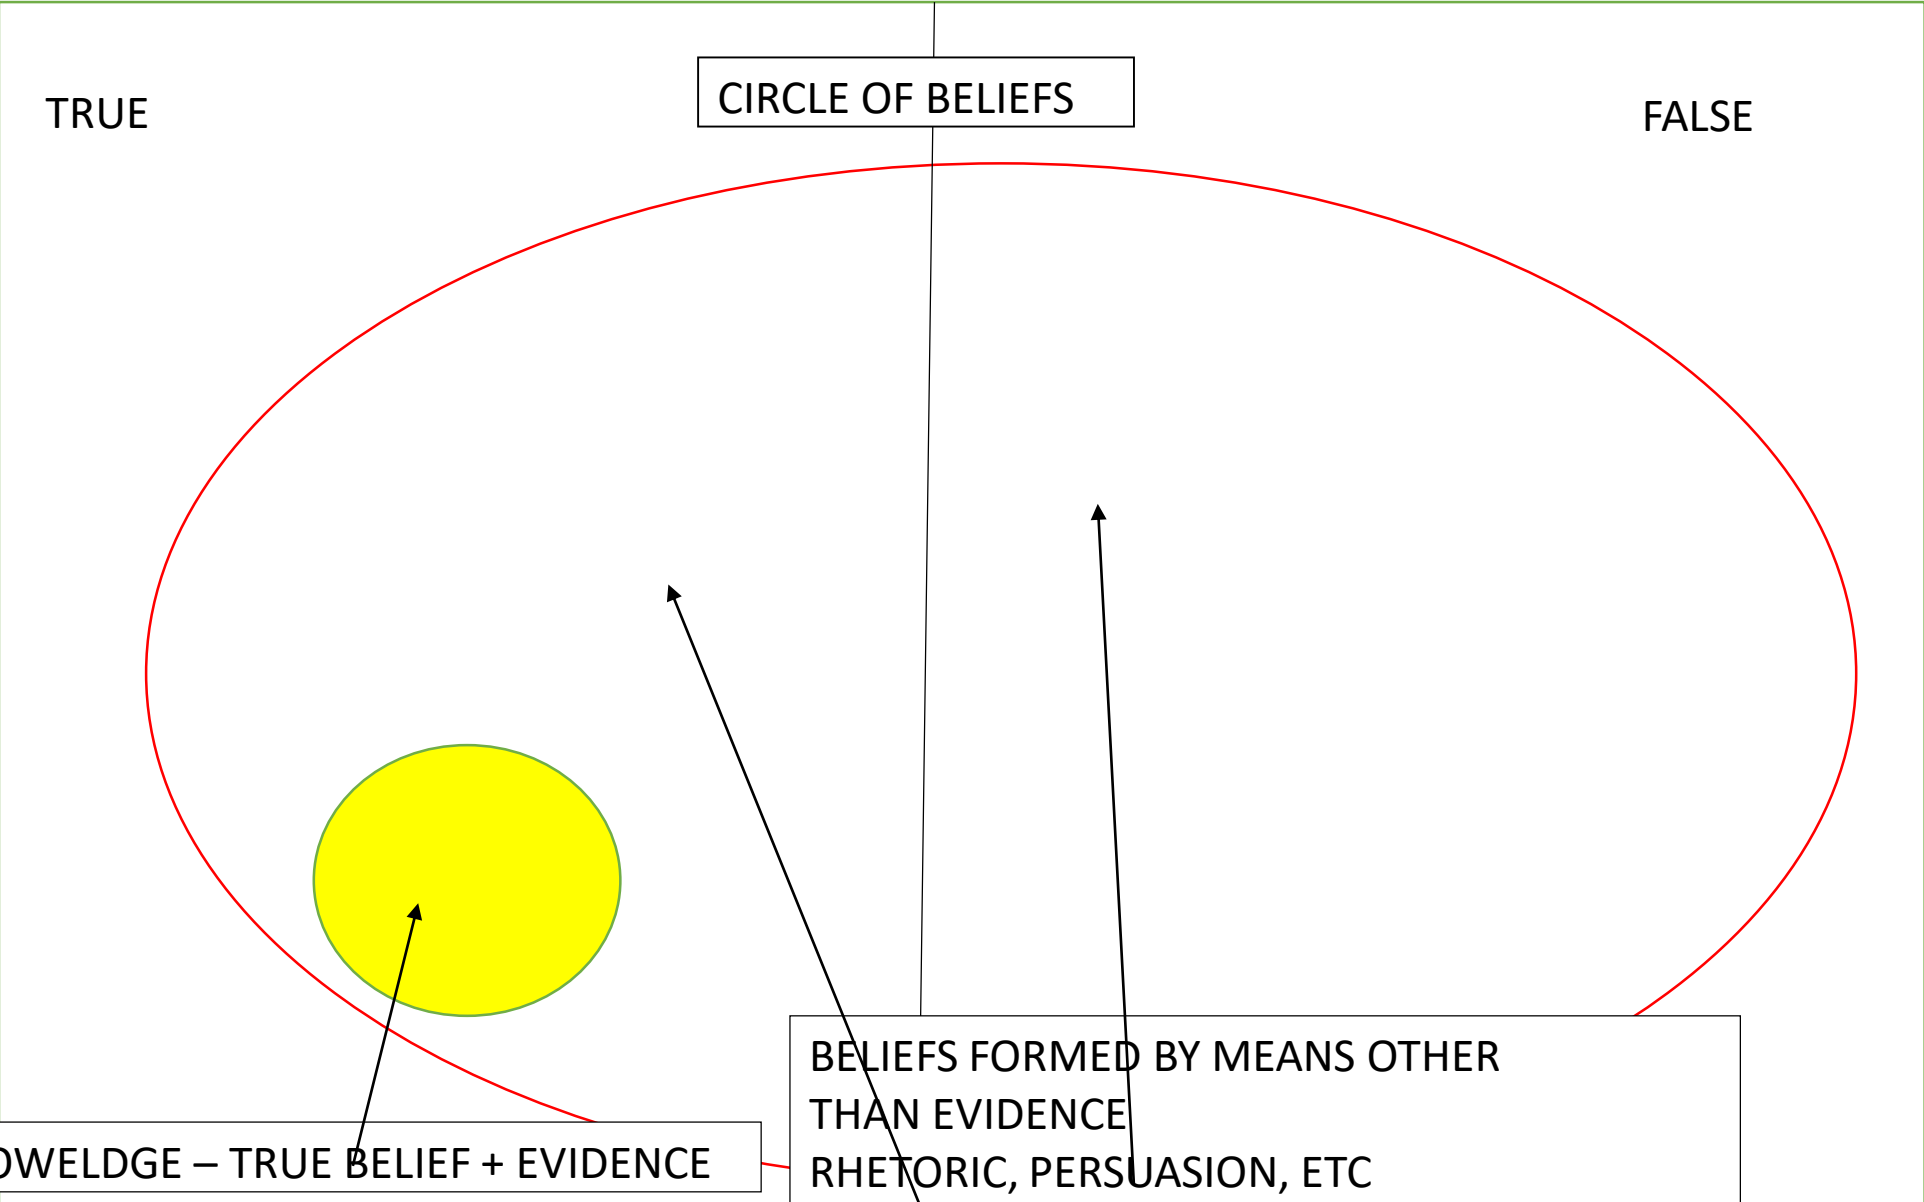 CIRCLE OF BELIEFS
TRUE
FALSE
BELIEFS FORMED BY MEANS OTHER
THAN EVIDENCE
RHETORIC, PERSUASION, ETC
OWELDGE – TRUE BELIEF + EVIDENCE